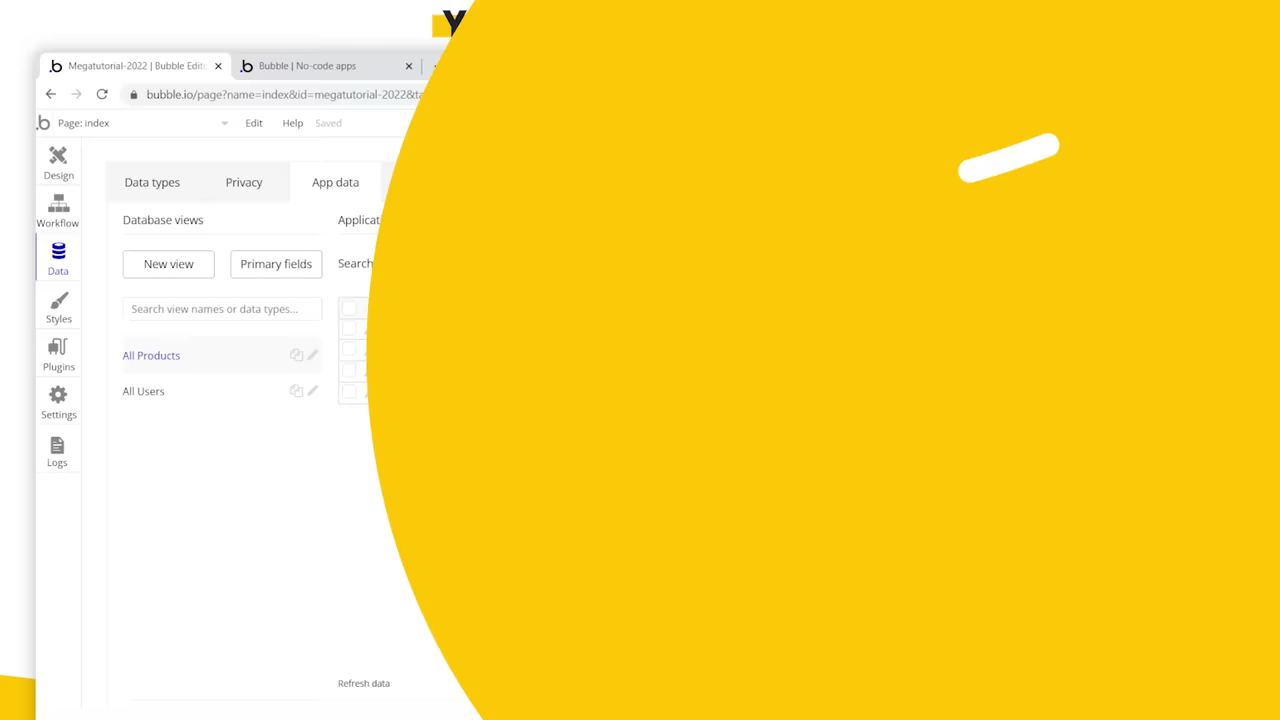 Y
Megatutorial-2022 | Bubble Edito
Bubble | No-code apps
bubble.io/page?name=index&id=megatutorial-2022&ta
Page: index
Edit
Help
Saved
Design
Workflow
Data
Styles
Plugins
Settings
Logs
Data types
Privacy
App data
Database views
New view
Primary fields
Search view names or data types...
All Products
All Users
Applicat
Search
Refresh data